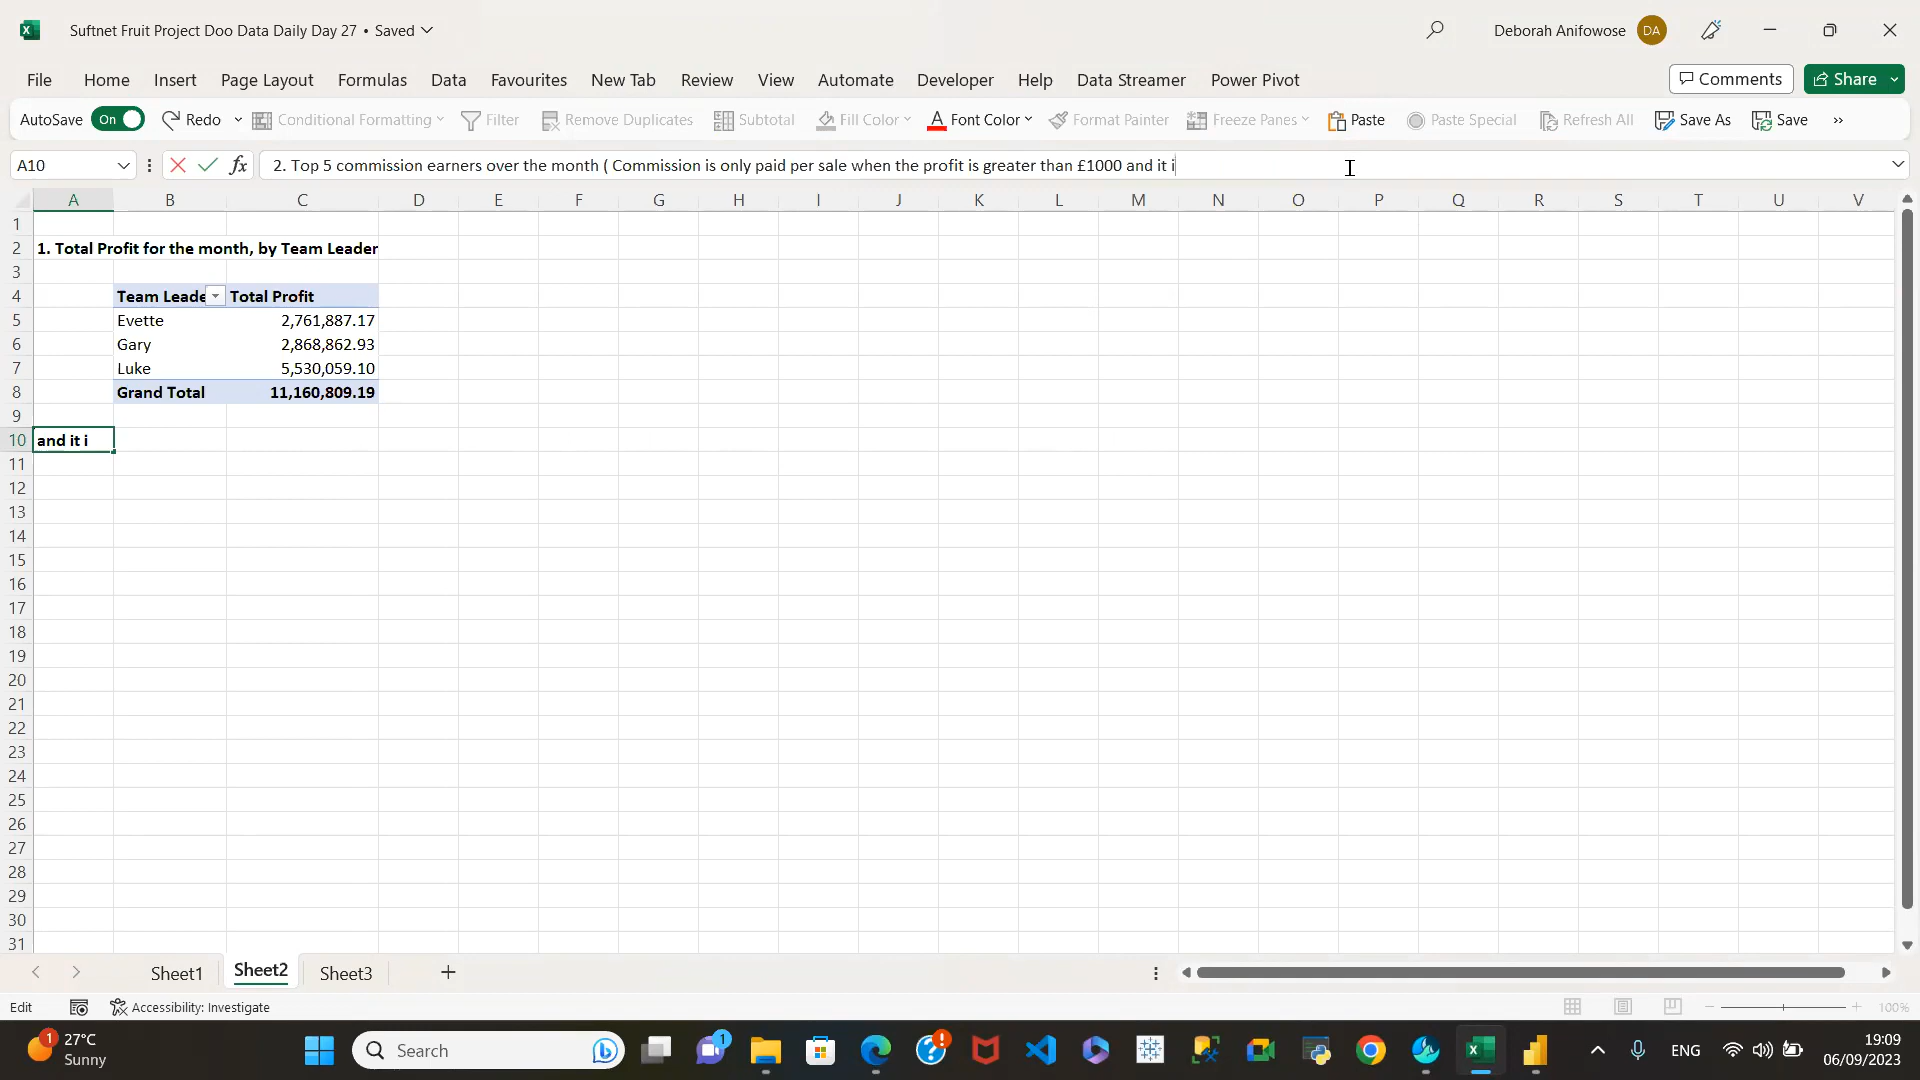 Suftnet Fruit Project Doo Data Daily Day 27 • Saved
Deborah Anifowose DA
File Home Insert Page Layout Formulas Data Favourites New Tab Review View Automate Developer Help Data Streamer Power Pivot Comments Share
AutoSave On Redo Conditional Formatting Filter Remove Duplicates Subtotal Fill Color Font Color Format Painter Freeze Panes Paste Paste Special Refresh All Save As Save
A10 fx 2. Top 5 commission earners over the month ( Commission is only paid per sale when the profit is greater than £1000 and it i
A B C D E F G H I J K L M N O P Q R S T U V
1
2 1. Total Profit for the month, by Team Leader
3
4 Team Leade Total Profit
5 Evette 2,761,887.17
6 Gary 2,868,862.93
7 Luke 5,530,059.10
8 Grand Total 11,160,809.19
9
10 and it i
11
12
13
14
15
16
17
18
19
20
21
22
23
24
25
26
27
28
29
30
31
Sheet1 Sheet2 Sheet3
Edit Accessibility: Investigate 100%
1 27°C
Sunny
Search
1
ENG
19:09
06/09/2023